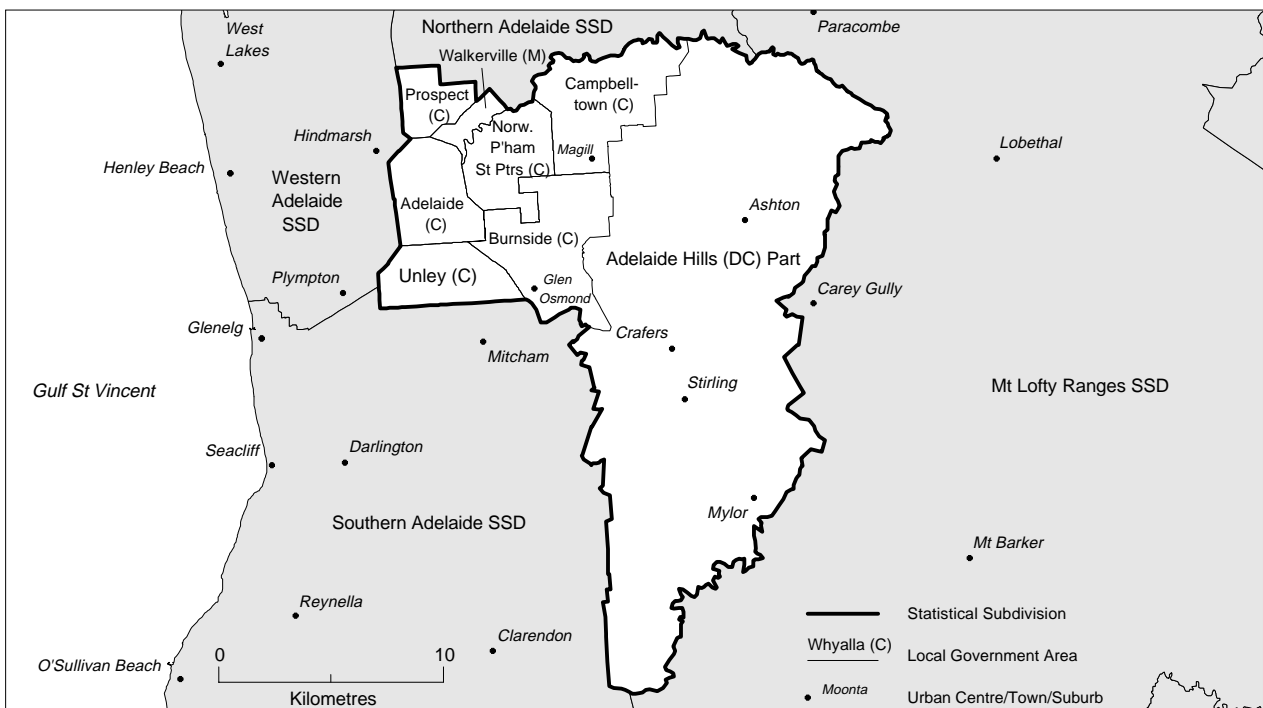 West
Lakes
Northern Adelaide SSD
Paracombe
Walkerville (M)
Campbell-
town (C)
Prospect
(C)
Norw.
P'ham
St Ptrs (C)
Magill
Hindmarsh
Lobethal
Henley Beach
Western
Adelaide
SSD
Adelaide
(C)
Ashton
Burnside (C)
Adelaide Hills (DC) Part
Unley (C)
Plympton
Glen
Osmond
Carey Gully
Glenelg
Crafers
Mitcham
Stirling
Gulf St Vincent
Mt Lofty Ranges SSD
Seacliff
Darlington
Mylor
Southern Adelaide SSD
Mt Barker
Reynella
Clarendon
O'Sullivan Beach
0 10
Kilometres
Statistical Subdivision
Whyalla (C)
Local Government Area
Moonta
Urban Centre/Town/Suburb